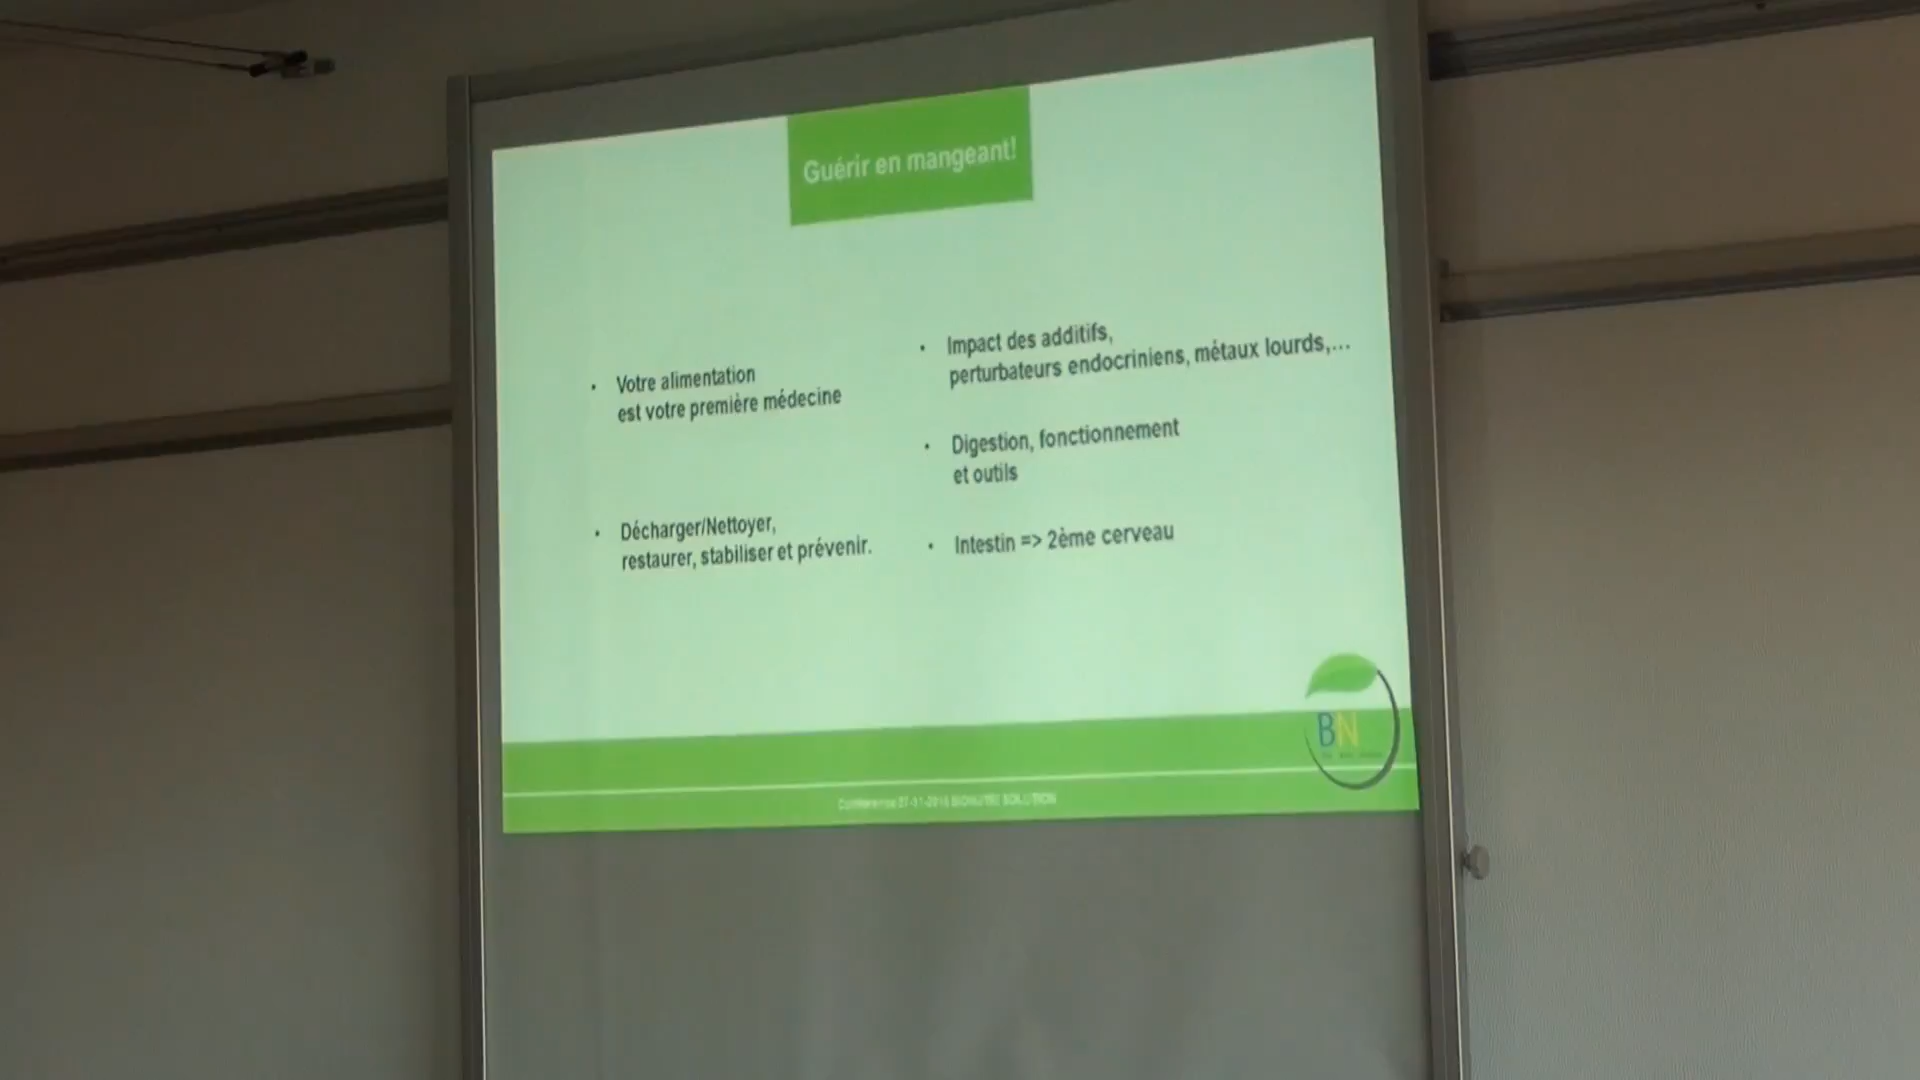 Guérir en mangeant!
Votre alimentation
est votre première médecine
Décharger/Nettoyer,
restaurer, stabiliser et prévenir.
Impact des additifs,
perturbateurs endocriniens, métaux lourds,...
Digestion, fonctionnement
et outils
Intestin => 2ème cerveau
BN
SOLUTION